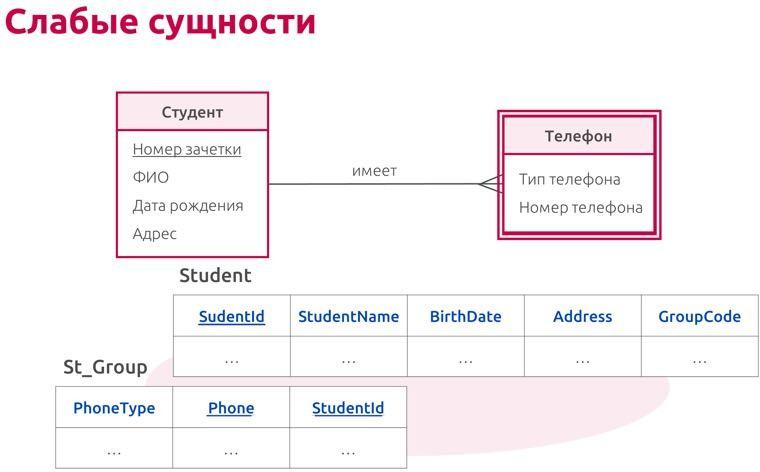 Слабые сущности
Студент
Номер зачетки
ФИО
Дата рождения
Адрес
имеет
Телефон
Тип телефона
Номер телефона
Student
SudentId StudentName BirthDate Address GroupCode
... ... ... ... ...
St_Group
PhoneType Phone StudentId
... ... ...